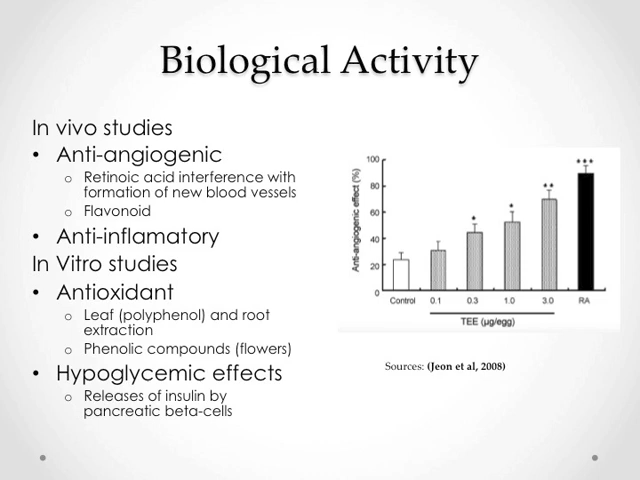 Biological Activity
In vivo studies
• Anti-angiogenic
o Retinoic acid interference with
formation of new blood vessels
o Flavonoid
• Anti-inflamatory
In Vitro studies
• Antioxidant
o Leaf (polyphenol) and root
extraction
o Phenolic compounds (flowers)
• Hypoglycemic effects
o Releases of insulin by
pancreatic beta-cells
Anti-angiogenic effect (%)
100
80
60
40
20
0
*
*
**
***
Control 0.1 0.3 1.0 3.0 RA
TEE (µg/egg)
Sources: (Jeon et al, 2008)